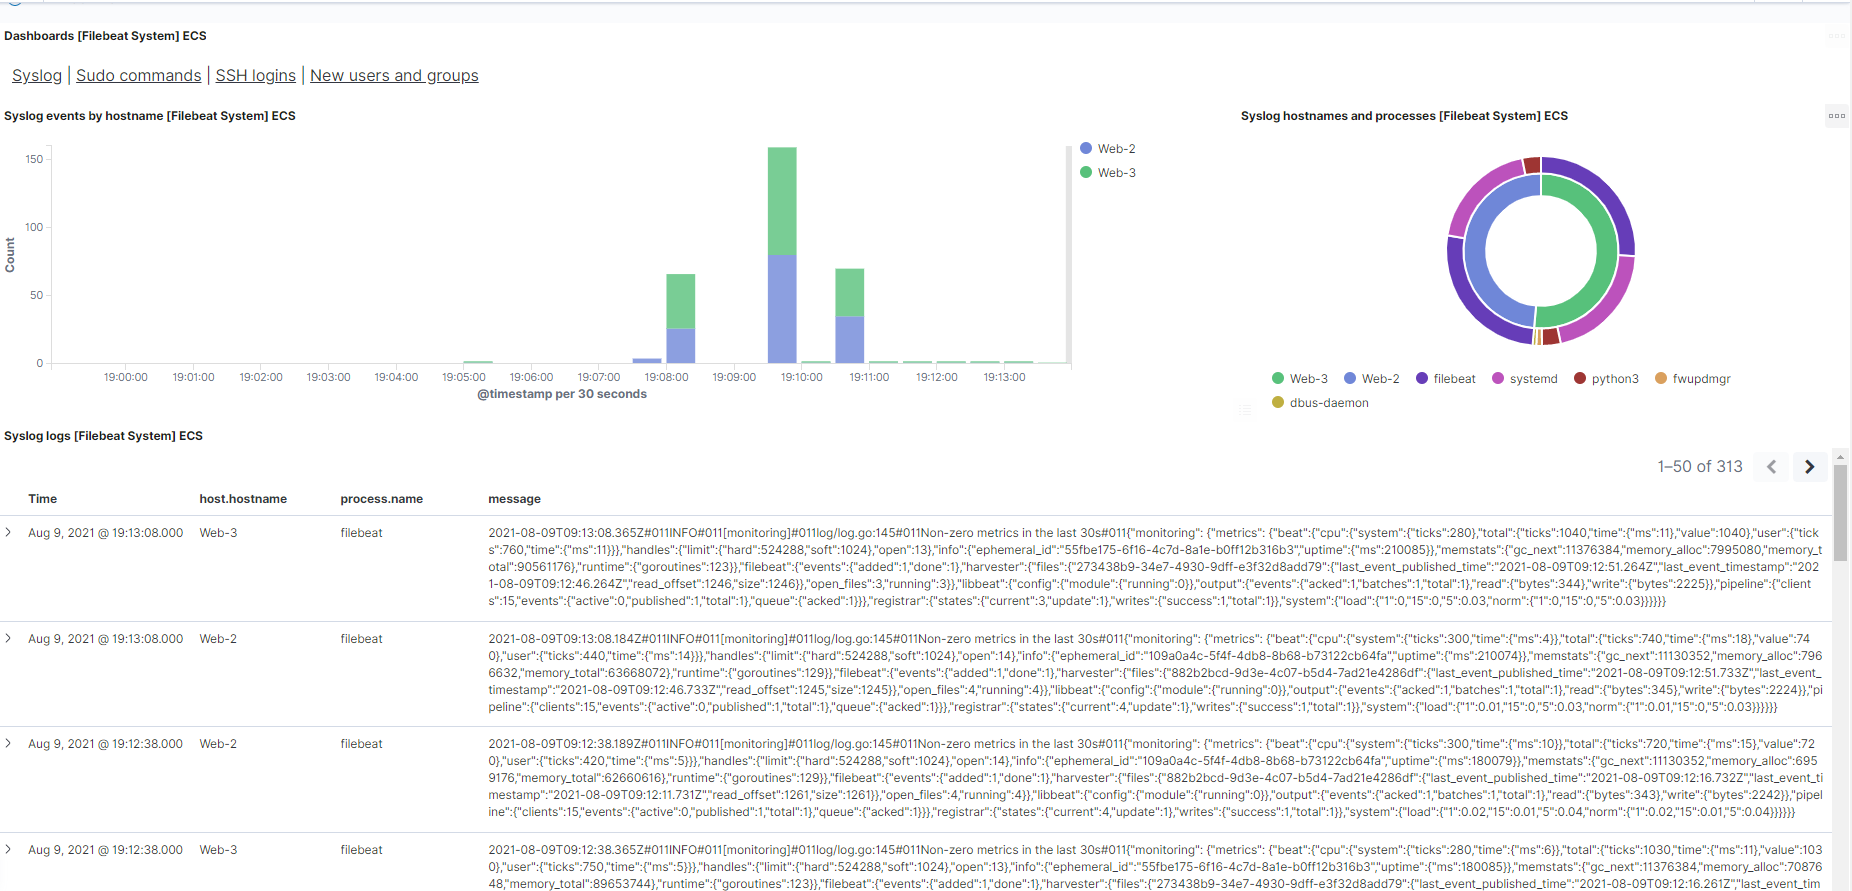 Dashboards [Filebeat System] ECS
Syslog | Sudo commands | SSH logins | New users and groups
Syslog events by hostname [Filebeat System] ECS
150
100
50
0
Count
19:00:00 19:01:00 19:02:00 19:03:00 19:04:00 19:05:00 19:06:00 19:07:00 19:08:00 19:09:00 19:10:00 19:11:00 19:12:00 19:13:00
@timestamp per 30 seconds
Web-2
Web-3
Syslog hostnames and processes [Filebeat System] ECS
Web-3 Web-2 filebeat systemd python3 fwupdmgr
dbus-daemon
Syslog logs [Filebeat System] ECS
1–50 of 313
Time host.hostname process.name message
Aug 9, 2021 @ 19:13:08.000 Web-3 filebeat 2021-08-09T09:13:08.365Z#011INFO#011[monitoring]#011log/log.go:145#011Non-zero metrics in the last 30s#011{"monitoring": {"metrics": {"beat":{"cpu":{"system":{"ticks":280},"total":{"ticks":1040,"time":{"ms":11},"value":1040},"user":{"tick
s":760,"time":{"ms":11}}},"handles":{"limit":{"hard":524288,"soft":1024},"open":13},"info":{"ephemeral_id":"55fbe175-6f16-4c7d-8a1e-b0ff12b316b3","uptime":{"ms":210085}},"memstats":{"gc_next":11376384,"memory_alloc":7995080,"memory_t
otal":90561176},"runtime":{"goroutines":123}},"filebeat":{"events":{"added":1,"done":1},"harvester":{"files":{"273438b9-34e7-4930-9dff-e3f32d8add79":{"last_event_published_time":"2021-08-09T09:12:51.264Z","last_event_timestamp":"202
1-08-09T09:12:46.264Z","read_offset":1246,"size":1246}},"open_files":3,"running":3}},"libbeat":{"config":{"module":{"running":0}},"output":{"events":{"acked":1,"batches":1,"total":1},"read":{"bytes":344},"write":{"bytes":2225}},"pipeline":{"client
s":15,"events":{"active":0,"published":1,"total":1},"queue":{"acked":1}}},"registrar":{"states":{"current":3,"update":1},"writes":{"success":1,"total":1}},"system":{"load":{"1":0,"15":0,"5":0.03,"norm":{"1":0,"15":0,"5":0.03}}}}}}
Aug 9, 2021 @ 19:13:08.000 Web-2 filebeat 2021-08-09T09:13:08.184Z#011INFO#011[monitoring]#011log/log.go:145#011Non-zero metrics in the last 30s#011{"monitoring": {"metrics": {"beat":{"cpu":{"system":{"ticks":300,"time":{"ms":4}},"total":{"ticks":740,"time":{"ms":18},"value":74
0},"user":{"ticks":440,"time":{"ms":14}}},"handles":{"limit":{"hard":524288,"soft":1024},"open":14},"info":{"ephemeral_id":"109a0a4c-5f4f-4db8-8b68-b73122cb64fa","uptime":{"ms":210074}},"memstats":{"gc_next":11130352,"memory_alloc":796
6632,"memory_total":63668072},"runtime":{"goroutines":129}},"filebeat":{"events":{"added":1,"done":1},"harvester":{"files":{"882b2bcd-9d3e-4c07-b5d4-7ad21e4286df":{"last_event_published_time":"2021-08-09T09:12:51.733Z","last_event_
timestamp":"2021-08-09T09:12:46.733Z","read_offset":1245,"size":1245}},"open_files":4,"running":4}},"libbeat":{"config":{"module":{"running":0}},"output":{"events":{"acked":1,"batches":1,"total":1},"read":{"bytes":345},"write":{"bytes":2224}},"pi
peline":{"clients":15,"events":{"active":0,"published":1,"total":1},"queue":{"acked":1}}},"registrar":{"states":{"current":4,"update":1},"writes":{"success":1,"total":1}},"system":{"load":{"1":0.01,"15":0,"5":0.03,"norm":{"1":0.01,"15":0,"5":0.03}}}}}}
Aug 9, 2021 @ 19:12:38.000 Web-2 filebeat 2021-08-09T09:12:38.189Z#011INFO#011[monitoring]#011log/log.go:145#011Non-zero metrics in the last 30s#011{"monitoring": {"metrics": {"beat":{"cpu":{"system":{"ticks":300,"time":{"ms":10}},"total":{"ticks":720,"time":{"ms":15},"value":72
0},"user":{"ticks":420,"time":{"ms":5}}},"handles":{"limit":{"hard":524288,"soft":1024},"open":14},"info":{"ephemeral_id":"109a0a4c-5f4f-4db8-8b68-b73122cb64fa","uptime":{"ms":180079}},"memstats":{"gc_next":11130352,"memory_alloc":695
9176,"memory_total":62660616},"runtime":{"goroutines":129}},"filebeat":{"events":{"added":1,"done":1},"harvester":{"files":{"882b2bcd-9d3e-4c07-b5d4-7ad21e4286df":{"last_event_published_time":"2021-08-09T09:12:16.732Z","last_event_ti
mestamp":"2021-08-09T09:12:11.731Z","read_offset":1261,"size":1261}},"open_files":4,"running":4}},"libbeat":{"config":{"module":{"running":0}},"output":{"events":{"acked":1,"batches":1,"total":1},"read":{"bytes":343},"write":{"bytes":2242}},"pipel
ine":{"clients":15,"events":{"active":0,"published":1,"total":1},"queue":{"acked":1}}},"registrar":{"states":{"current":4,"update":1},"writes":{"success":1,"total":1}},"system":{"load":{"1":0.02,"15":0.01,"5":0.04,"norm":{"1":0.02,"15":0.01,"5":0.04}}}}}}
Aug 9, 2021 @ 19:12:38.000 Web-3 filebeat 2021-08-09T09:12:38.365Z#011INFO#011[monitoring]#011log/log.go:145#011Non-zero metrics in the last 30s#011{"monitoring": {"metrics": {"beat":{"cpu":{"system":{"ticks":280,"time":{"ms":6}},"total":{"ticks":1030,"time":{"ms":11},"value":103
0},"user":{"ticks":750,"time":{"ms":5}}},"handles":{"limit":{"hard":524288,"soft":1024},"open":13},"info":{"ephemeral_id":"55fbe175-6f16-4c7d-8a1e-b0ff12b316b3","uptime":{"ms":180085}},"memstats":{"gc_next":11376384,"memory_alloc":70876
48,"memory_total":89653744},"runtime":{"goroutines":123}},"filebeat":{"events":{"added":1,"done":1},"harvester":{"files":{"273438b9-34e7-4930-9dff-e3f32d8add79":{"last_event_published_time":"2021-08-09T09:12:16.262Z","last_event_tim